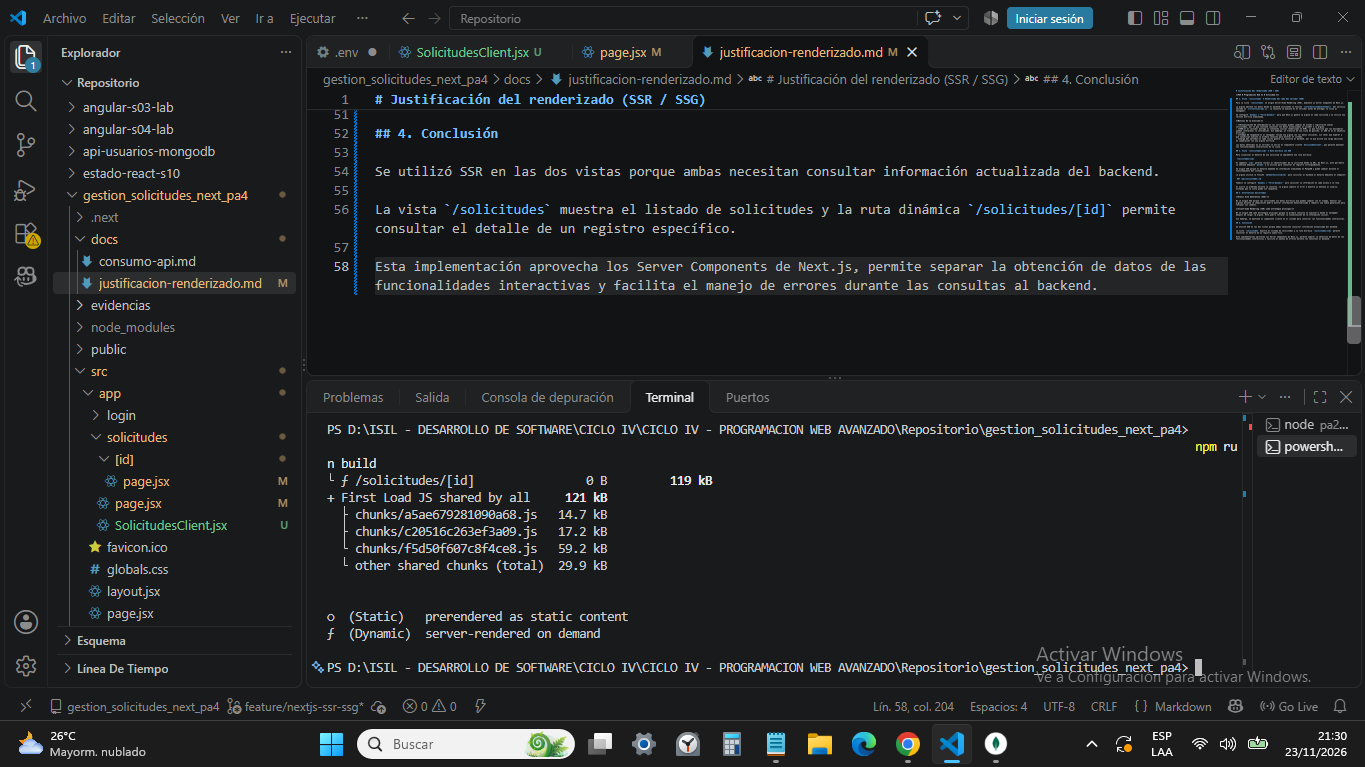 Archivo Editar Selección Ver Ir a Ejecutar ··· Repositorio Iniciar sesión
Explorador
Repositorio
angular-s03-lab
angular-s04-lab
api-usuarios-mongodb
estado-react-s10
gestion_solicitudes_next_pa4
.next
docs
consumo-api.md
justificacion-renderizado.md M
evidencias
node_modules
public
src
app
login
solicitudes
[id]
page.jsx M
page.jsx M
SolicitudesClient.jsx U
favicon.ico
globals.css
layout.jsx
page.jsx
Esquema
Línea De Tiempo
.env SolicitudesClient.jsx U page.jsx M justificacion-renderizado.md M
gestion_solicitudes_next_pa4 > docs > justificacion-renderizado.md > # Justificación del renderizado (SSR / SSG) > ## 4. Conclusión Editor de texto
1 # Justificación del renderizado (SSR / SSG)
51
52 ## 4. Conclusión
53
54 Se utilizó SSR en las dos vistas porque ambas necesitan consultar información actualizada del backend.
55
56 La vista `/solicitudes` muestra el listado de solicitudes y la ruta dinámica `/solicitudes/[id]` permite
consultar el detalle de un registro específico.
57
58 Esta implementación aprovecha los Server Components de Next.js, permite separar la obtención de datos de las
funcionalidades interactivas y facilita el manejo de errores durante las consultas al backend.
Problemas Salida Consola de depuración Terminal Puertos
PS D:\ISIL - DESARROLLO DE SOFTWARE\CICLO IV\CICLO IV - PROGRAMACION WEB AVANZADO\Repositorio\gestion_solicitudes_next_pa4>
npm ru
n build
└ ƒ /solicitudes/[id] 0 B 119 kB
+ First Load JS shared by all 121 kB
├ chunks/a5ae679281090a68.js 14.7 kB
├ chunks/c20516c263ef3a09.js 17.2 kB
├ chunks/f5d50f607c8f4ce8.js 59.2 kB
└ other shared chunks (total) 29.9 kB
○ (Static) prerendered as static content
ƒ (Dynamic) server-rendered on demand
PS D:\ISIL - DESARROLLO DE SOFTWARE\CICLO IV\CICLO IV - PROGRAMACION WEB AVANZADO\Repositorio\gestion_solicitudes_next_pa4>
node pa2...
powersh...
Activar Windows
Ve a Configuración para activar Windows.
gestion_solicitudes_next_pa4 feature/nextjs-ssr-ssg* 0 0 Lín. 58, col. 204 Espacios: 4 UTF-8 CRLF { } Markdown Go Live
26°C
Mayorm. nublado
Buscar
ESP
LAA
21:30
23/11/2026